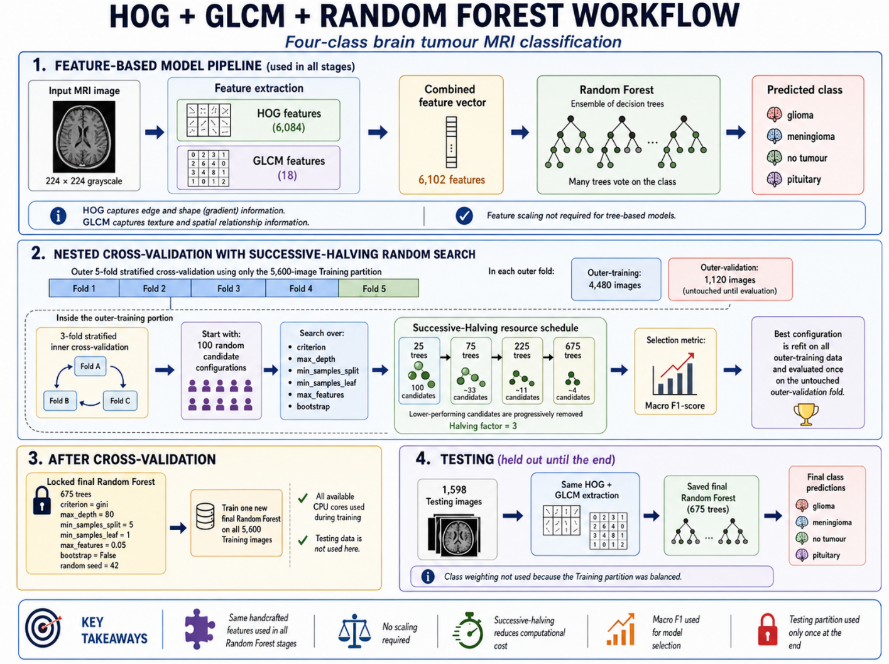 HOG + GLCM + RANDOM FOREST WORKFLOW
Four-class brain tumour MRI classification
1. FEATURE-BASED MODEL PIPELINE (used in all stages)
Input MRI image
224 × 224 grayscale
Feature extraction
HOG features
(6,084)
0 2 3 1
2 6 4 0
3 4 8 1
1 0 1 2
GLCM features
(18)
Combined
feature vector
6,102 features
Random Forest
Ensemble of decision trees
...
Many trees vote on the class
Predicted class
glioma
meningioma
no tumour
pituitary
i
HOG captures edge and shape (gradient) information.
GLCM captures texture and spatial relationship information.
Feature scaling not required for tree-based models.
2. NESTED CROSS-VALIDATION WITH SUCCESSIVE-HALVING RANDOM SEARCH
Outer 5-fold stratified cross-validation using only the 5,600-image Training partition
Fold 1
Fold 2
Fold 3
Fold 4
Fold 5
In each outer fold:
Outer-training:
4,480 images
Outer-validation:
1,120 images
(untouched until evaluation)
Inside the outer-training portion
3-fold stratified
inner cross-validation
Fold A
Fold B
Fold C
Start with:
100 random
candidate
configurations
Search over:
• criterion
• max_depth
• min_samples_split
• min_samples_leaf
• max_features
• bootstrap
Successive-Halving resource schedule
25
trees
100
candidates
75
trees
~33
candidates
225
trees
~11
candidates
675
trees
~4
candidates
Lower-performing candidates are progressively removed
Halving factor = 3
Selection metric:
Macro F1-score
Best configuration
is refit on all
outer-training data
and evaluated once
on the untouched
outer-validation fold.
3. AFTER CROSS-VALIDATION
Locked final Random Forest
675 trees
criterion = gini
max_depth = 80
min_samples_split = 5
min_samples_leaf = 1
max_features = 0.05
bootstrap = False
random seed = 42
Train one new
final Random Forest
on all 5,600
Training images
All available
CPU cores used
during training
Testing data is
not used here.
4. TESTING (held out until the end)
1,598
Testing images
Same HOG +
GLCM extraction
0 2 3 1
2 6 4 0
3 4 8 1
1 0 1 2
Saved final
Random Forest
(675 trees)
...
Final class
predictions
glioma
meningioma
no tumour
pituitary
i
Class weighting not used because the Training partition was balanced.
KEY
TAKEAWAYS
Same handcrafted
features used in all
Random Forest stages
No scaling
required
Successive-halving
reduces computational
cost
Macro F1 used
for model
selection
Testing partition used
only once at the
end